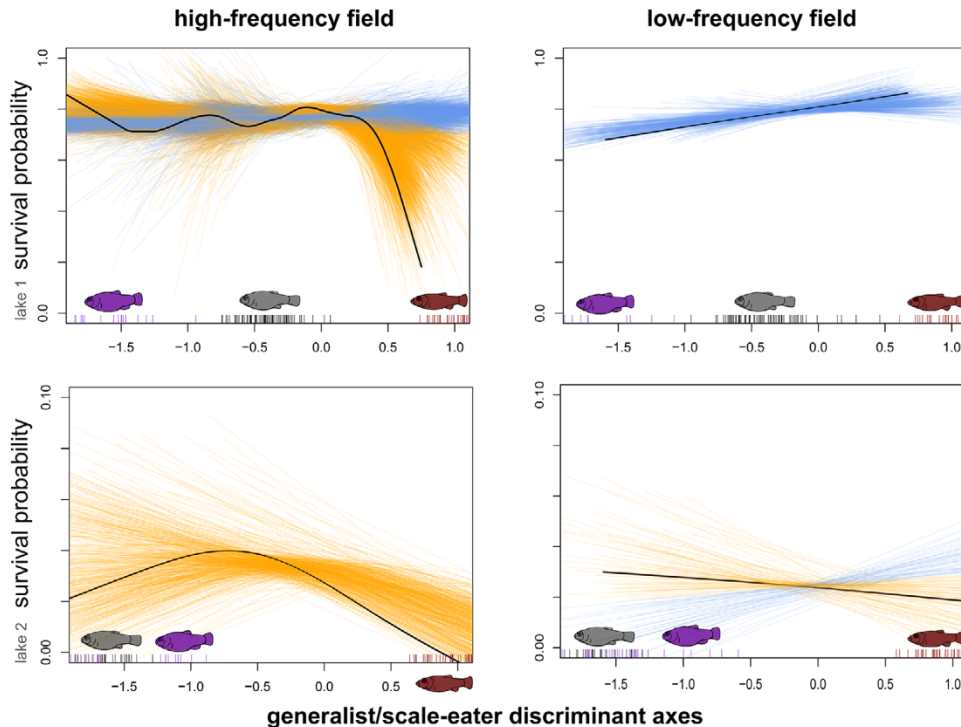 high-frequency field
low-frequency field
lake 1 survival probability
1.0
0.0
−1.5 −1.0 −0.5 0.0 0.5 1.0
1.0
0.0
−1.5 −1.0 −0.5 0.0 0.5 1.0
lake 2 survival probability
0.10
0.00
−1.5 −1.0 −0.5 0.0 0.5 1.0
0.10
0.00
−1.5 −1.0 −0.5 0.0 0.5 1.0
generalist/scale-eater discriminant axes